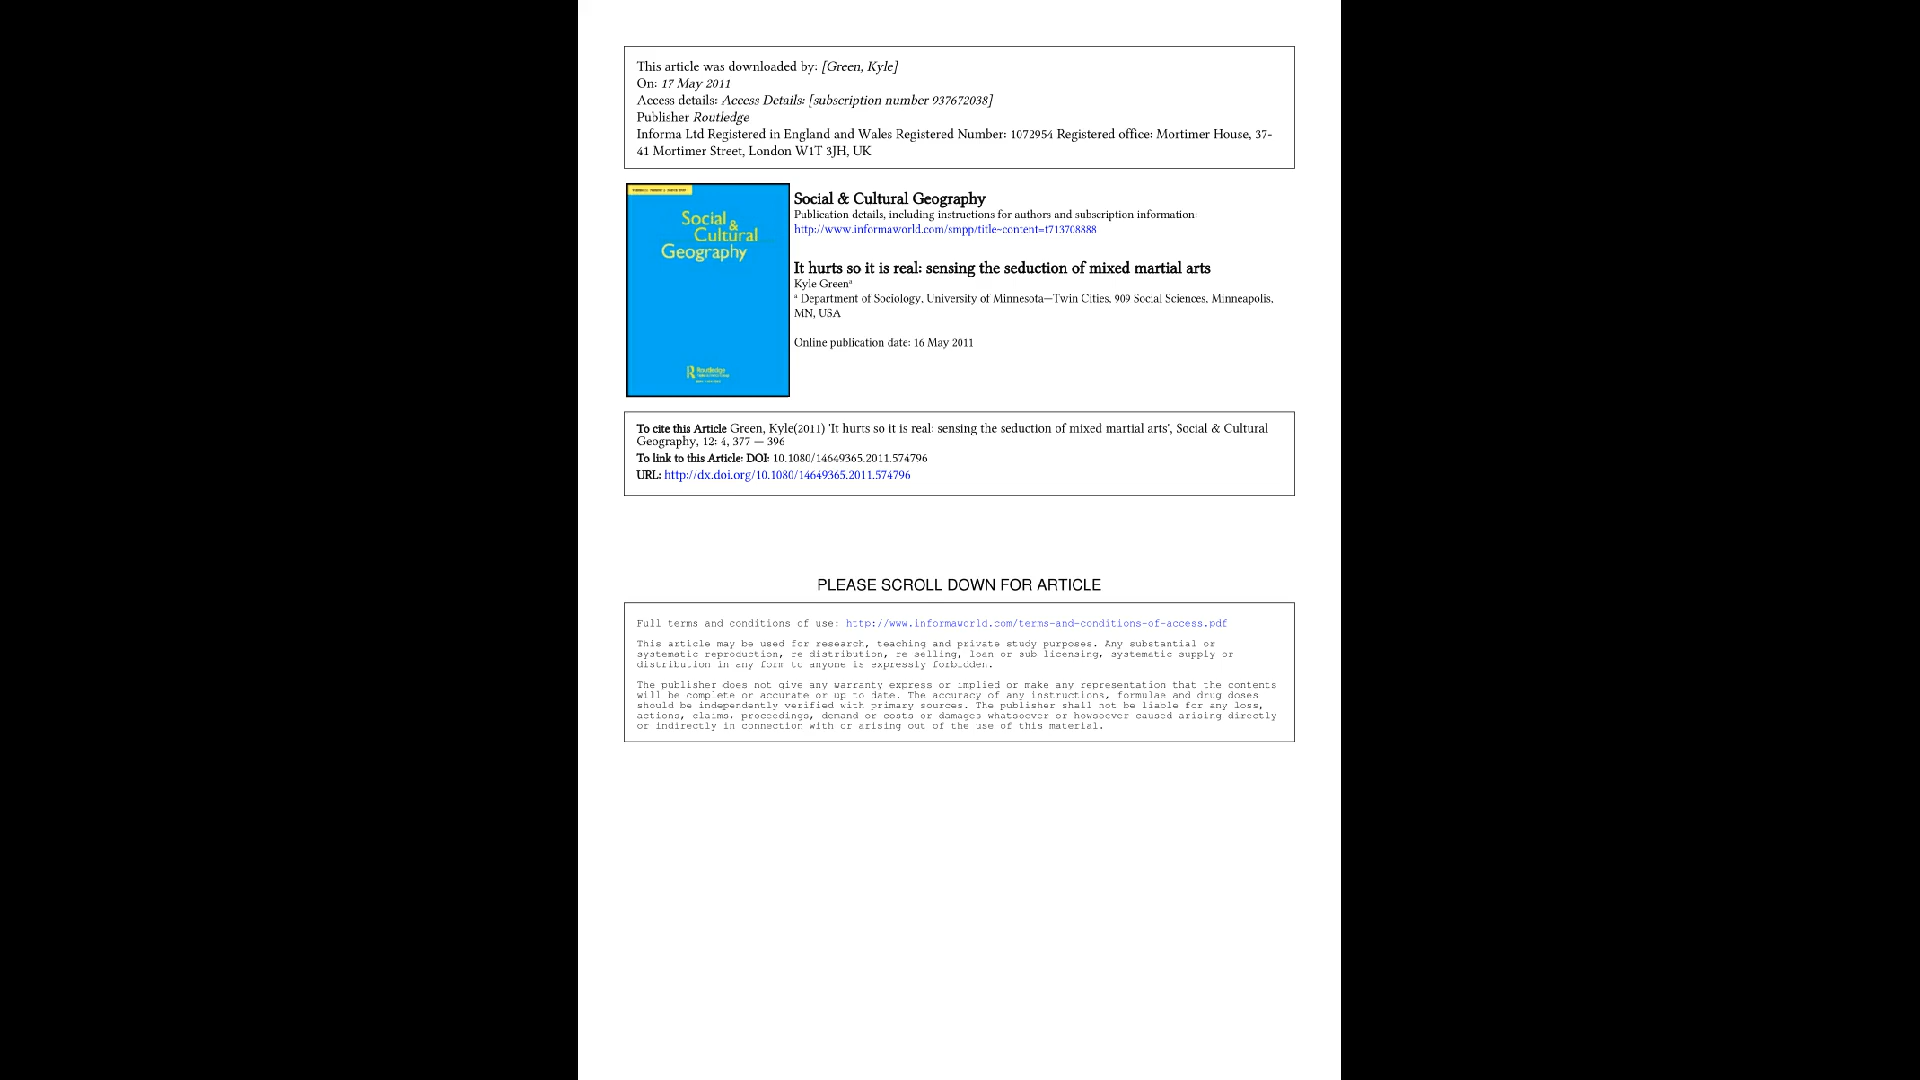 This article was downloaded by: [Green, Kyle]
On: 17 May 2011
Access details: Access Details: [subscription number 937672038]
Publisher Routledge
Informa Ltd Registered in England and Wales Registered Number: 1072954 Registered office: Mortimer House, 37-
41 Mortimer Street, London W1T 3JH, UK
Social &
Cultural
Geography
Routledge
Social & Cultural Geography
Publication details, including instructions for authors and subscription information:
http://www.informaworld.com/smpp/title~content=t713708888
It hurts so it is real: sensing the seduction of mixed martial arts
Kyle Greenª
ª Department of Sociology, University of Minnesota—Twin Cities, 909 Social Sciences, Minneapolis,
MN, USA
Online publication date: 16 May 2011
To cite this Article Green, Kyle(2011) 'It hurts so it is real: sensing the seduction of mixed martial arts', Social & Cultural
Geography, 12: 4, 377 — 396
To link to this Article: DOI: 10.1080/14649365.2011.574796
URL: http://dx.doi.org/10.1080/14649365.2011.574796
PLEASE SCROLL DOWN FOR ARTICLE
Full terms and conditions of use: http://www.informaworld.com/terms-and-conditions-of-access.pdf
This article may be used for research, teaching and private study purposes. Any substantial or
systematic reproduction, re-distribution, re-selling, loan or sub-licensing, systematic supply or
distribution in any form to anyone is expressly forbidden.
The publisher does not give any warranty express or implied or make any representation that the contents
will be complete or accurate or up to date. The accuracy of any instructions, formulae and drug doses
should be independently verified with primary sources. The publisher shall not be liable for any loss,
actions, claims, proceedings, demand or costs or damages whatsoever or howsoever caused arising directly
or indirectly in connection with or arising out of the use of this material.